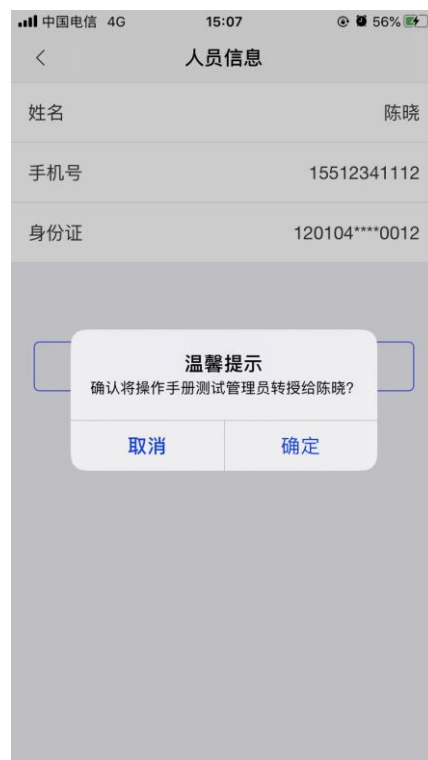 中国电信 4G 15:07 56%
人员信息
姓名 陈晓
手机号 15512341112
身份证 120104****0012
温馨提示
确认将操作手册测试管理员转授给陈晓?
取消 确定